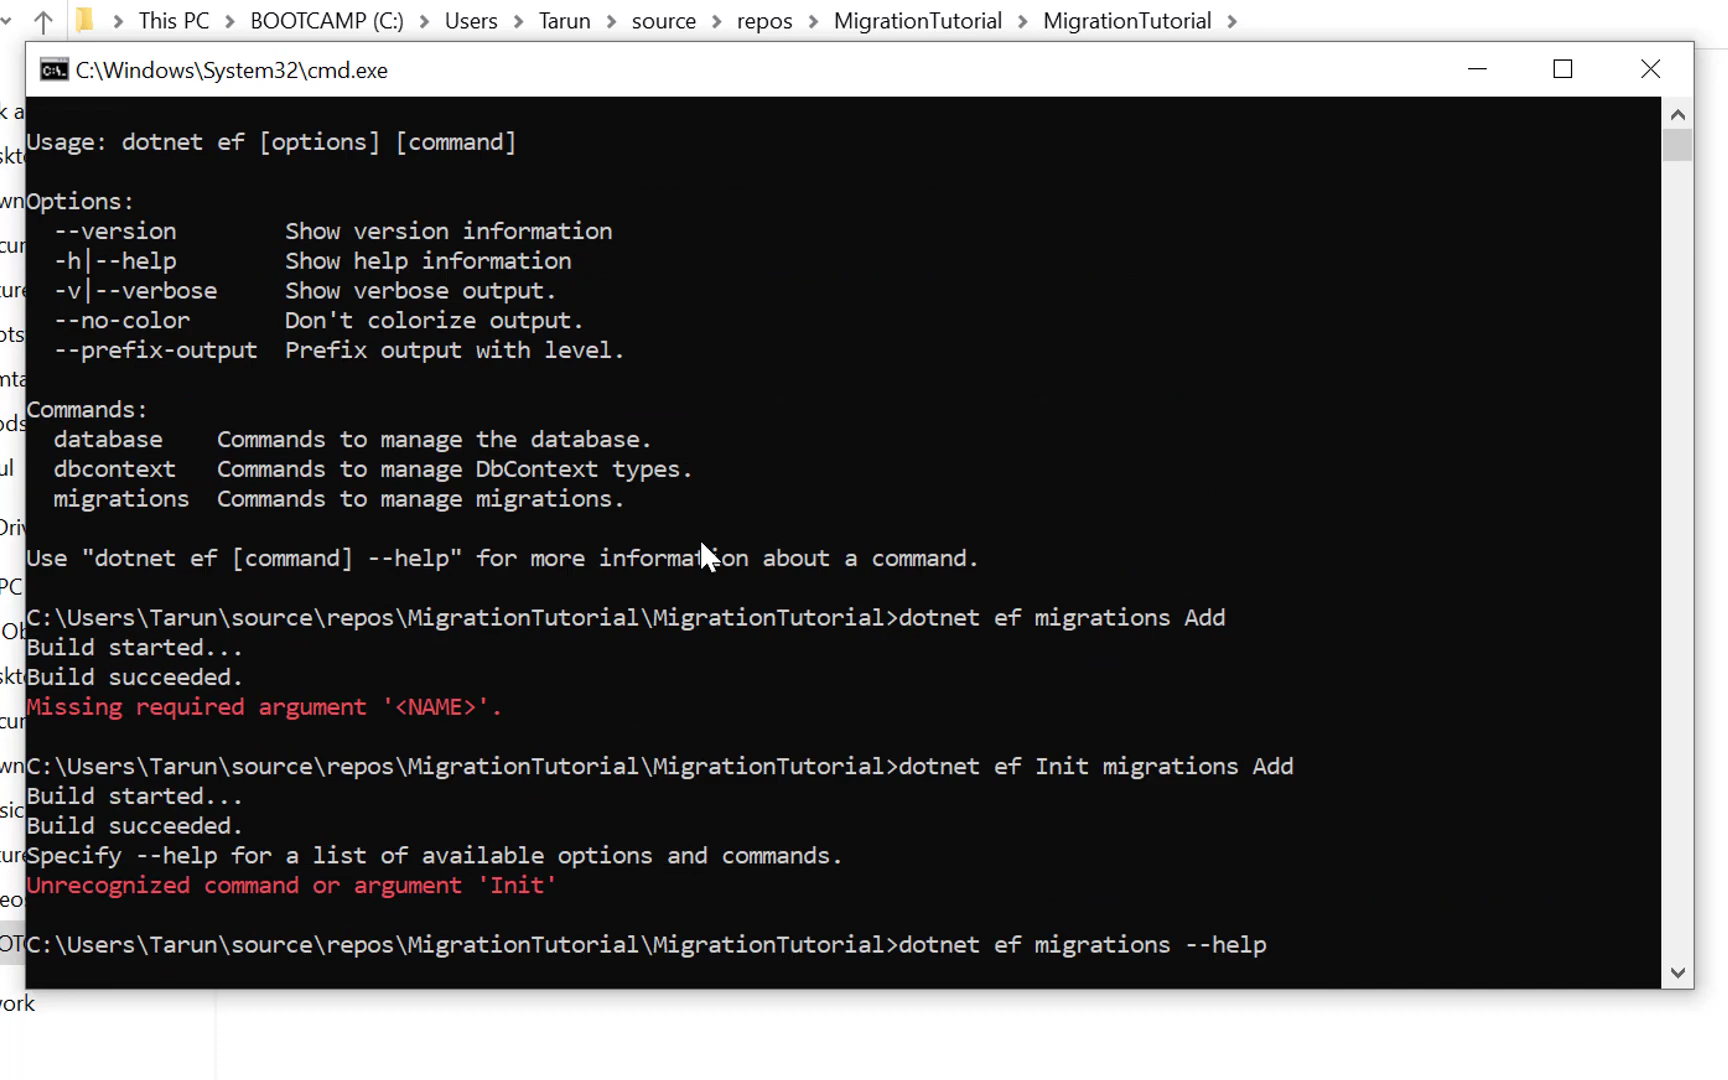 This PC > BOOTCAMP (C:) > Users > Tarun > source > repos > MigrationTutorial > MigrationTutorial >
C:\Windows\System32\cmd.exe
Usage: dotnet ef [options] [command]
Options:
--version Show version information
-h|--help Show help information
-v|--verbose Show verbose output.
--no-color Don't colorize output.
--prefix-output Prefix output with level.
Commands:
database Commands to manage the database.
dbcontext Commands to manage DbContext types.
migrations Commands to manage migrations.
Use "dotnet ef [command] --help" for more information about a command.
C:\Users\Tarun\source\repos\MigrationTutorial\MigrationTutorial>dotnet ef migrations Add
Build started...
Build succeeded.
Missing required argument '<NAME>'.
C:\Users\Tarun\source\repos\MigrationTutorial\MigrationTutorial>dotnet ef Init migrations Add
Build started...
Build succeeded.
Specify --help for a list of available options and commands.
Unrecognized command or argument 'Init'
C:\Users\Tarun\source\repos\MigrationTutorial\MigrationTutorial>dotnet ef migrations --help